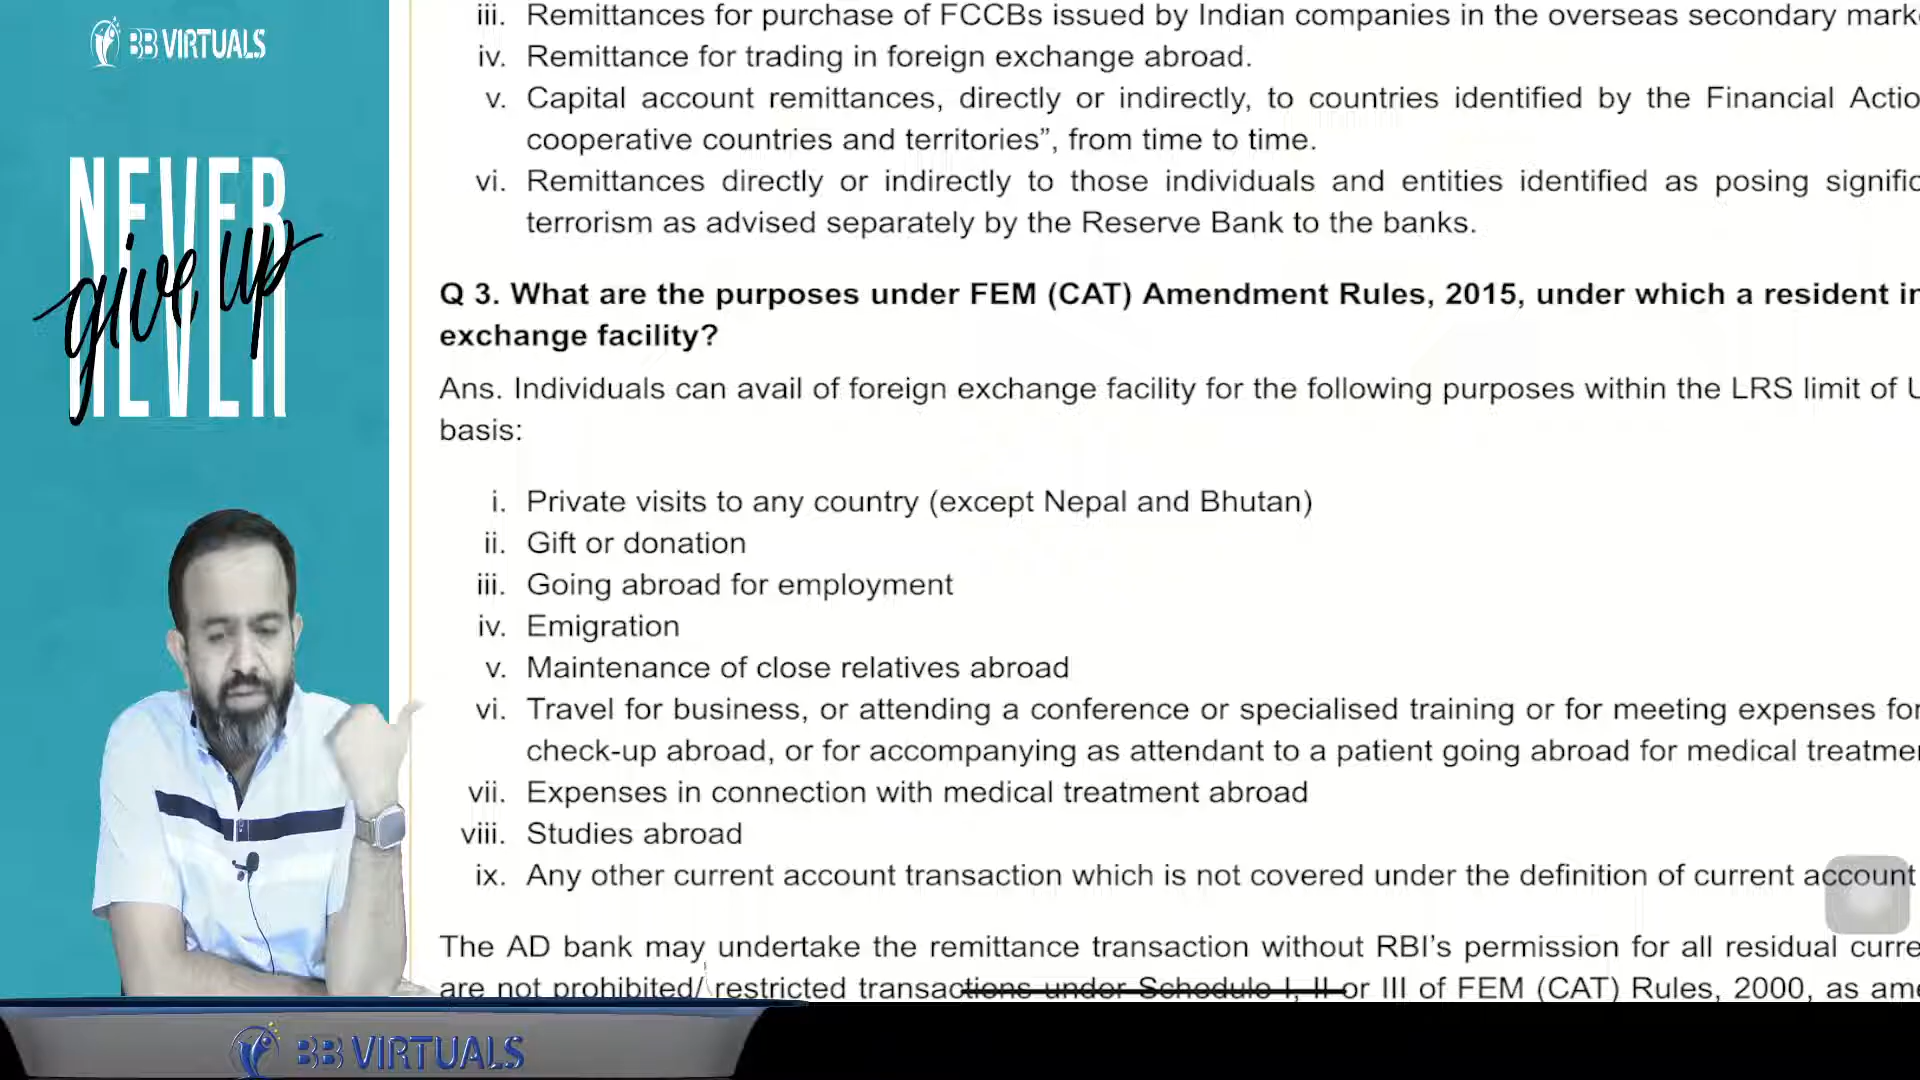 BB VIRTUALS
NEVER
give up
NEVER
iii. Remittances for purchase of FCCBs issued by Indian companies in the overseas secondary mark
iv. Remittance for trading in foreign exchange abroad.
v. Capital account remittances, directly or indirectly, to countries identified by the Financial Actio
cooperative countries and territories”, from time to time.
vi. Remittances directly or indirectly to those individuals and entities identified as posing signific
terrorism as advised separately by the Reserve Bank to the banks.
Q 3. What are the purposes under FEM (CAT) Amendment Rules, 2015, under which a resident in
exchange facility?
Ans. Individuals can avail of foreign exchange facility for the following purposes within the LRS limit of U
basis:
i. Private visits to any country (except Nepal and Bhutan)
ii. Gift or donation
iii. Going abroad for employment
iv. Emigration
v. Maintenance of close relatives abroad
vi. Travel for business, or attending a conference or specialised training or for meeting expenses for
check-up abroad, or for accompanying as attendant to a patient going abroad for medical treatme
vii. Expenses in connection with medical treatment abroad
viii. Studies abroad
ix. Any other current account transaction which is not covered under the definition of current account
The AD bank may undertake the remittance transaction without RBI’s permission for all residual curre
are not prohibited/ restricted transactions under Schedule I, II or III of FEM (CAT) Rules, 2000, as ame
BB VIRTUALS